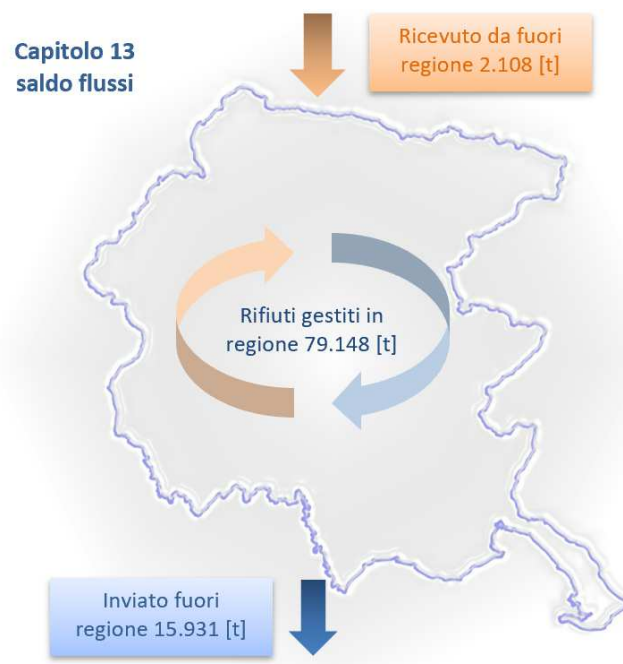 Capitolo 13
saldo flussi
Ricevuto da fuori
regione 2.108 [t]
Rifiuti gestiti in
regione 79.148 [t]
Inviato fuori
regione 15.931 [t]